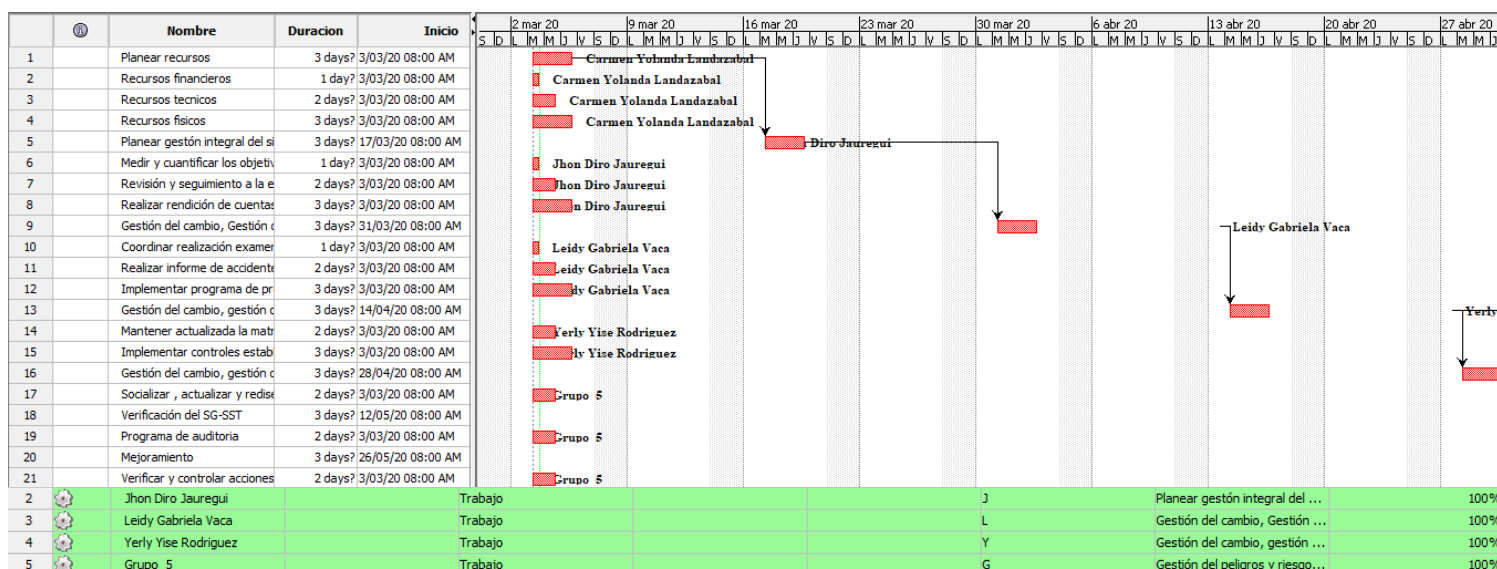 Nombre Duracion Inicio 2 mar 20 9 mar 20 16 mar 20 23 mar 20 30 mar 20 6 abr 20 13 abr 20 20 abr 20 27 abr 20
S D L M M J V S D L M M J V S D L M M J V S D L M M J V S D L M M J V S D L M M J V S D L M M J V S D L M M J V S D L M M J
1 Planear recursos 3 days? 3/03/20 08:00 AM Carmen Yolanda Landazabal
2 Recursos financieros 1 day? 3/03/20 08:00 AM Carmen Yolanda Landazabal
3 Recursos tecnicos 2 days? 3/03/20 08:00 AM Carmen Yolanda Landazabal
4 Recursos fisicos 3 days? 3/03/20 08:00 AM Carmen Yolanda Landazabal
5 Planear gestión integral del si 3 days? 17/03/20 08:00 AM Diro Jauregui
6 Medir y cuantificar los objetiv 1 day? 3/03/20 08:00 AM Jhon Diro Jauregui
7 Revisión y seguimiento a la e 2 days? 3/03/20 08:00 AM Jhon Diro Jauregui
8 Realizar rendición de cuentas 3 days? 3/03/20 08:00 AM n Diro Jauregui
9 Gestión del cambio, Gestión d 3 days? 31/03/20 08:00 AM Leidy Gabriela Vaca
10 Coordinar realización examen 1 day? 3/03/20 08:00 AM Leidy Gabriela Vaca
11 Realizar informe de accidente 2 days? 3/03/20 08:00 AM Leidy Gabriela Vaca
12 Implementar programa de pr 3 days? 3/03/20 08:00 AM dy Gabriela Vaca
13 Gestión del cambio, gestión d 3 days? 14/04/20 08:00 AM Yerly
14 Mantener actualizada la matr 2 days? 3/03/20 08:00 AM Yerly Yise Rodriguez
15 Implementar controles estab 3 days? 3/03/20 08:00 AM ly Yise Rodriguez
16 Gestión del cambio, gestión d 3 days? 28/04/20 08:00 AM
17 Socializar , actualizar y redise 2 days? 3/03/20 08:00 AM Grupo 5
18 Verificación del SG-SST 3 days? 12/05/20 08:00 AM
19 Programa de auditoria 2 days? 3/03/20 08:00 AM Grupo 5
20 Mejoramiento 3 days? 26/05/20 08:00 AM
21 Verificar y controlar acciones 2 days? 3/03/20 08:00 AM Grupo 5
2 Jhon Diro Jauregui Trabajo J Planear gestón integral del ... 100%
3 Leidy Gabriela Vaca Trabajo L Gestión del cambio, Gestión ... 100%
4 Yerly Yise Rodriguez Trabajo Y Gestión del cambio, gestión ... 100%
5 Grupo 5 Trabajo G Gestión del peligros y riesgo... 100%